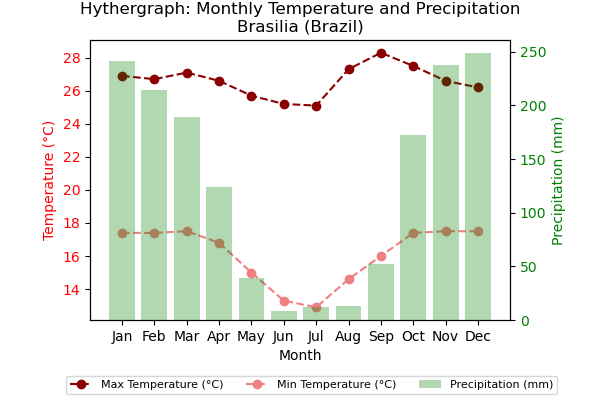 Hythergraph: Monthly Temperature and Precipitation
Brasilia (Brazil)
Temperature (°C)
28
26
24
22
20
18
16
14
Precipitation (mm)
250
200
150
100
50
0
Jan Feb Mar Apr May Jun Jul Aug Sep Oct Nov Dec
Month
Max Temperature (°C) Min Temperature (°C) Precipitation (mm)